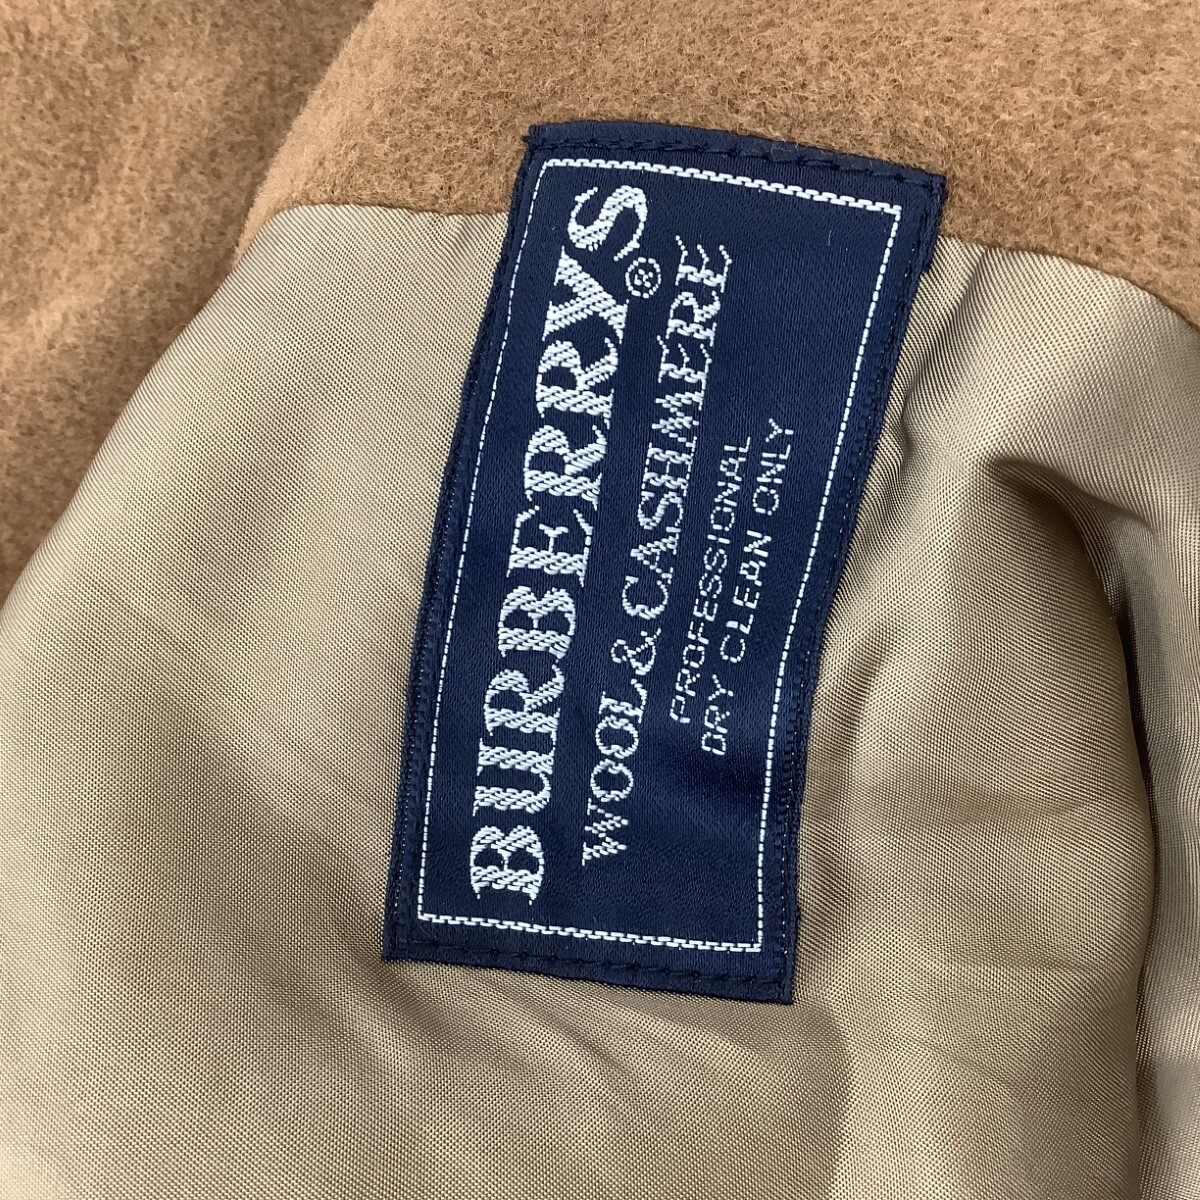 BURBERRYS®
WOOL & CASHMERE
PROFESSIONAL
DRY CLEAN ONLY